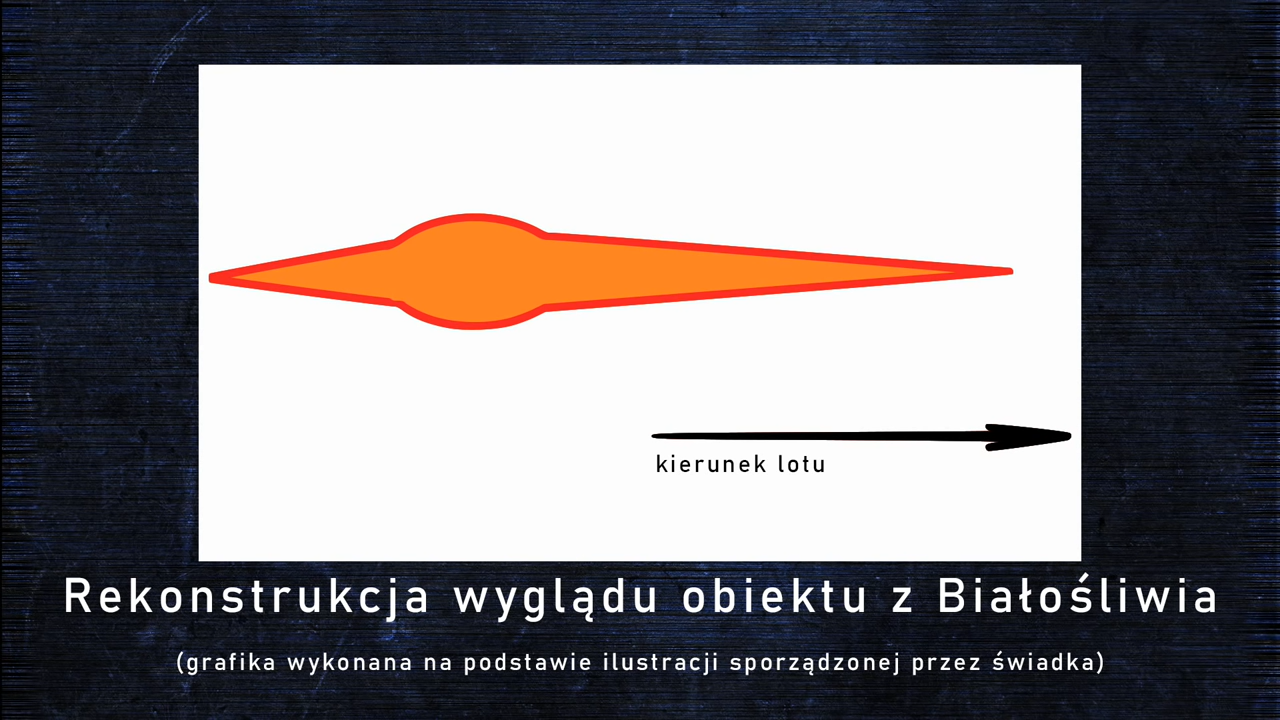 kierunek lotu
Rekonstrukcja wyglądu obiektu z Białośliwia
(grafika wykonana na podstawie ilustracji sporządzonej przez świadka)